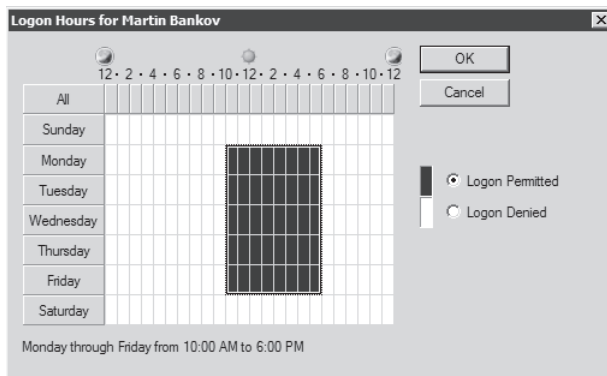 Logon Hours for Martin Bankov
OK
Cancel
12 · 2 · 4 · 6 · 8 · 10 · 12 · 2 · 4 · 6 · 8 · 10 · 12
All
Sunday
Monday
Tuesday
Wednesday
Thursday
Friday
Saturday
Logon Permitted
Logon Denied
Monday through Friday from 10:00 AM to 6:00 PM